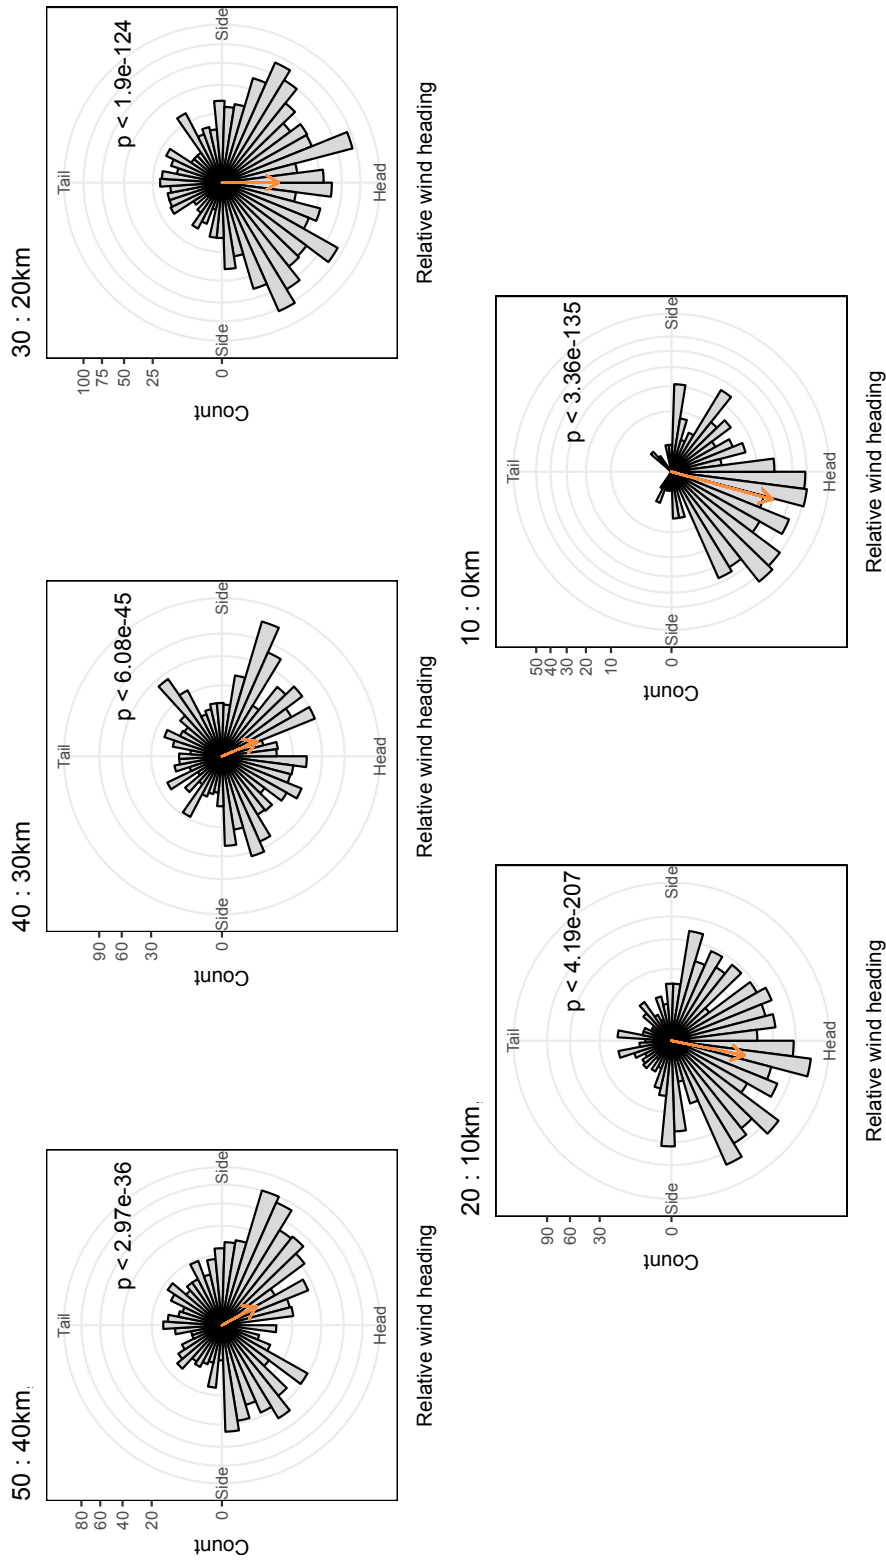 50 : 40km,
80
60
40
20
0
Count
Tail
Side
Side
Head
p < 2.97e-36
Relative wind heading
40 : 30km
90
60
30
0
Count
Tail
Side
Side
Head
p < 6.08e-45
Relative wind heading
30 : 20km
100
75
50
25
0
Count
Tail
Side
Side
Head
p < 1.9e-124
Relative wind heading
20 : 10km,
90
60
30
0
Count
Tail
Side
Side
Head
p < 4.19e-207
Relative wind heading
10 : 0km
50
40
30
20
10
0
Count
Tail
Side
Side
Head
p < 3.36e-135
Relative wind heading